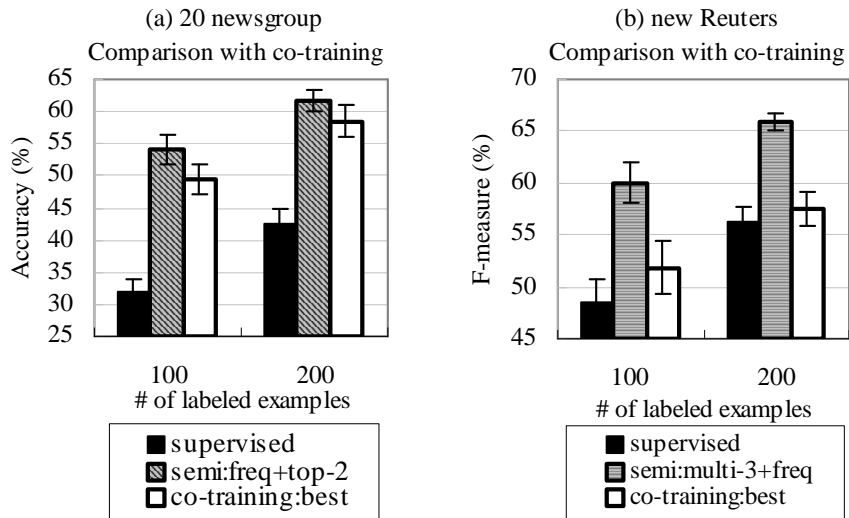 (a) 20 newsgroup
Comparison with co-training
65
60
55
50
45
40
35
30
25
Accuracy (%)
100
200
# of labeled examples
supervised
semi:freq+top-2
co-training:best
(b) new Reuters
Comparison with co-training
70
65
60
55
50
45
F-measure (%)
100
200
# of labeled examples
supervised
semi:multi-3+freq
co-training:best